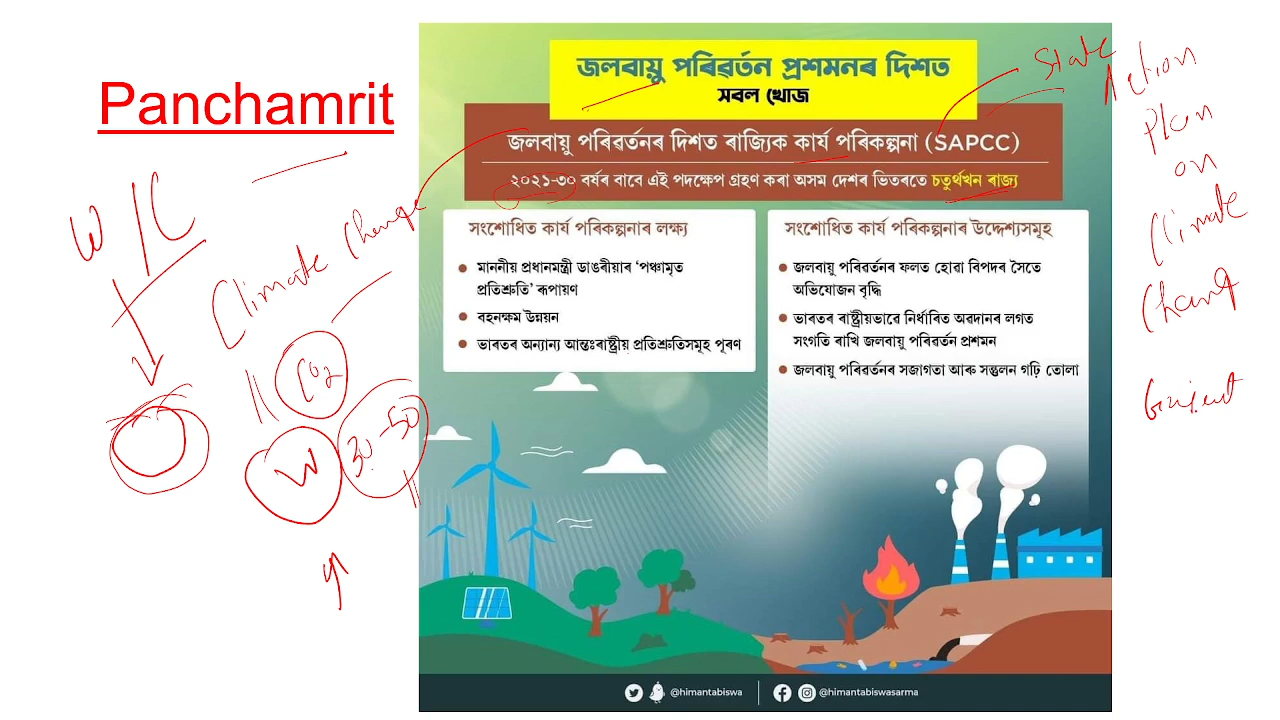 Panchamrit
জলবায়ু পৰিৱৰ্তন প্ৰশমনৰ দিশত
সবল খোজ
জলবায়ু পৰিৱৰ্তনৰ দিশত ৰাজ্যিক কাৰ্য পৰিকল্পনা (SAPCC)
২০২১-৩০ বৰ্ষৰ বাবে এই পদক্ষেপ গ্ৰহণ কৰা অসম দেশৰ ভিতৰতে চতুৰ্থখন ৰাজ্য
সংশোধিত কাৰ্য পৰিকল্পনাৰ লক্ষ্য
মাননীয় প্ৰধানমন্ত্ৰী ডাঙৰীয়াৰ ‘পঞ্চামৃত
প্ৰতিশ্ৰুতি’ ৰূপায়ণ
বহনক্ষম উন্নয়ন
ভাৰতৰ অন্যান্য আন্তঃৰাষ্ট্ৰীয় প্ৰতিশ্ৰুতিসমূহ পূৰণ
সংশোধিত কাৰ্য পৰিকল্পনাৰ উদ্দেশ্যসমূহ
জলবায়ু পৰিৱৰ্তনৰ ফলত হোৱা বিপদৰ সৈতে
অভিযোজন বৃদ্ধি
ভাৰতৰ ৰাষ্ট্ৰীয়ভাৱে নিৰ্ধাৰিত অৱদানৰ লগত
সংগতি ৰাখি জলবায়ু পৰিৱৰ্তন প্ৰশমন
জলবায়ু পৰিৱৰ্তনৰ সজাগতা আৰু সন্তুলন গঢ়ি তোলা
@himantabiswa
@himantabiswasarma
W/C
Climate Change
CO2
W
30-50
State
Action
Plan
on
Climate
Change